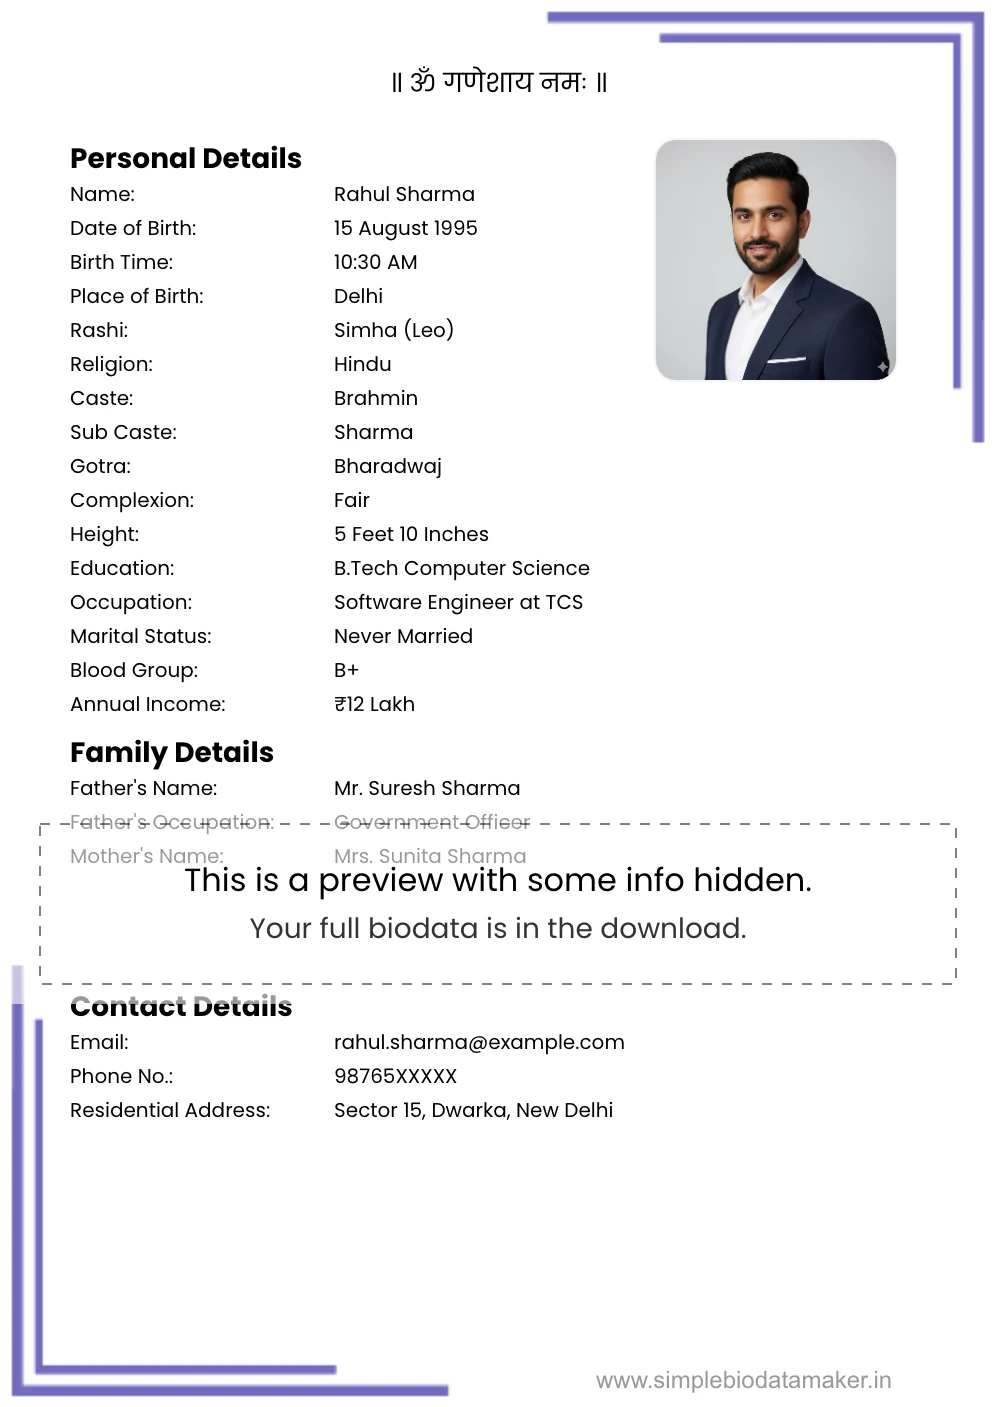 ॥ ॐ गणेशाय नमः ॥
Personal Details
Name: Rahul Sharma
Date of Birth: 15 August 1995
Birth Time: 10:30 AM
Place of Birth: Delhi
Rashi: Simha (Leo)
Religion: Hindu
Caste: Brahmin
Sub Caste: Sharma
Gotra: Bharadwaj
Complexion: Fair
Height: 5 Feet 10 Inches
Education: B.Tech Computer Science
Occupation: Software Engineer at TCS
Marital Status: Never Married
Blood Group: B+
Annual Income: ₹12 Lakh
Family Details
Father's Name: Mr. Suresh Sharma
Father's Occupation: Government Officer
Mother's Name: Mrs. Sunita Sharma
This is a preview with some info hidden.
Your full biodata is in the download.
Contact Details
Email: rahul.sharma@example.com
Phone No.: 98765XXXXX
Residential Address: Sector 15, Dwarka, New Delhi
www.simplebiodatamaker.in